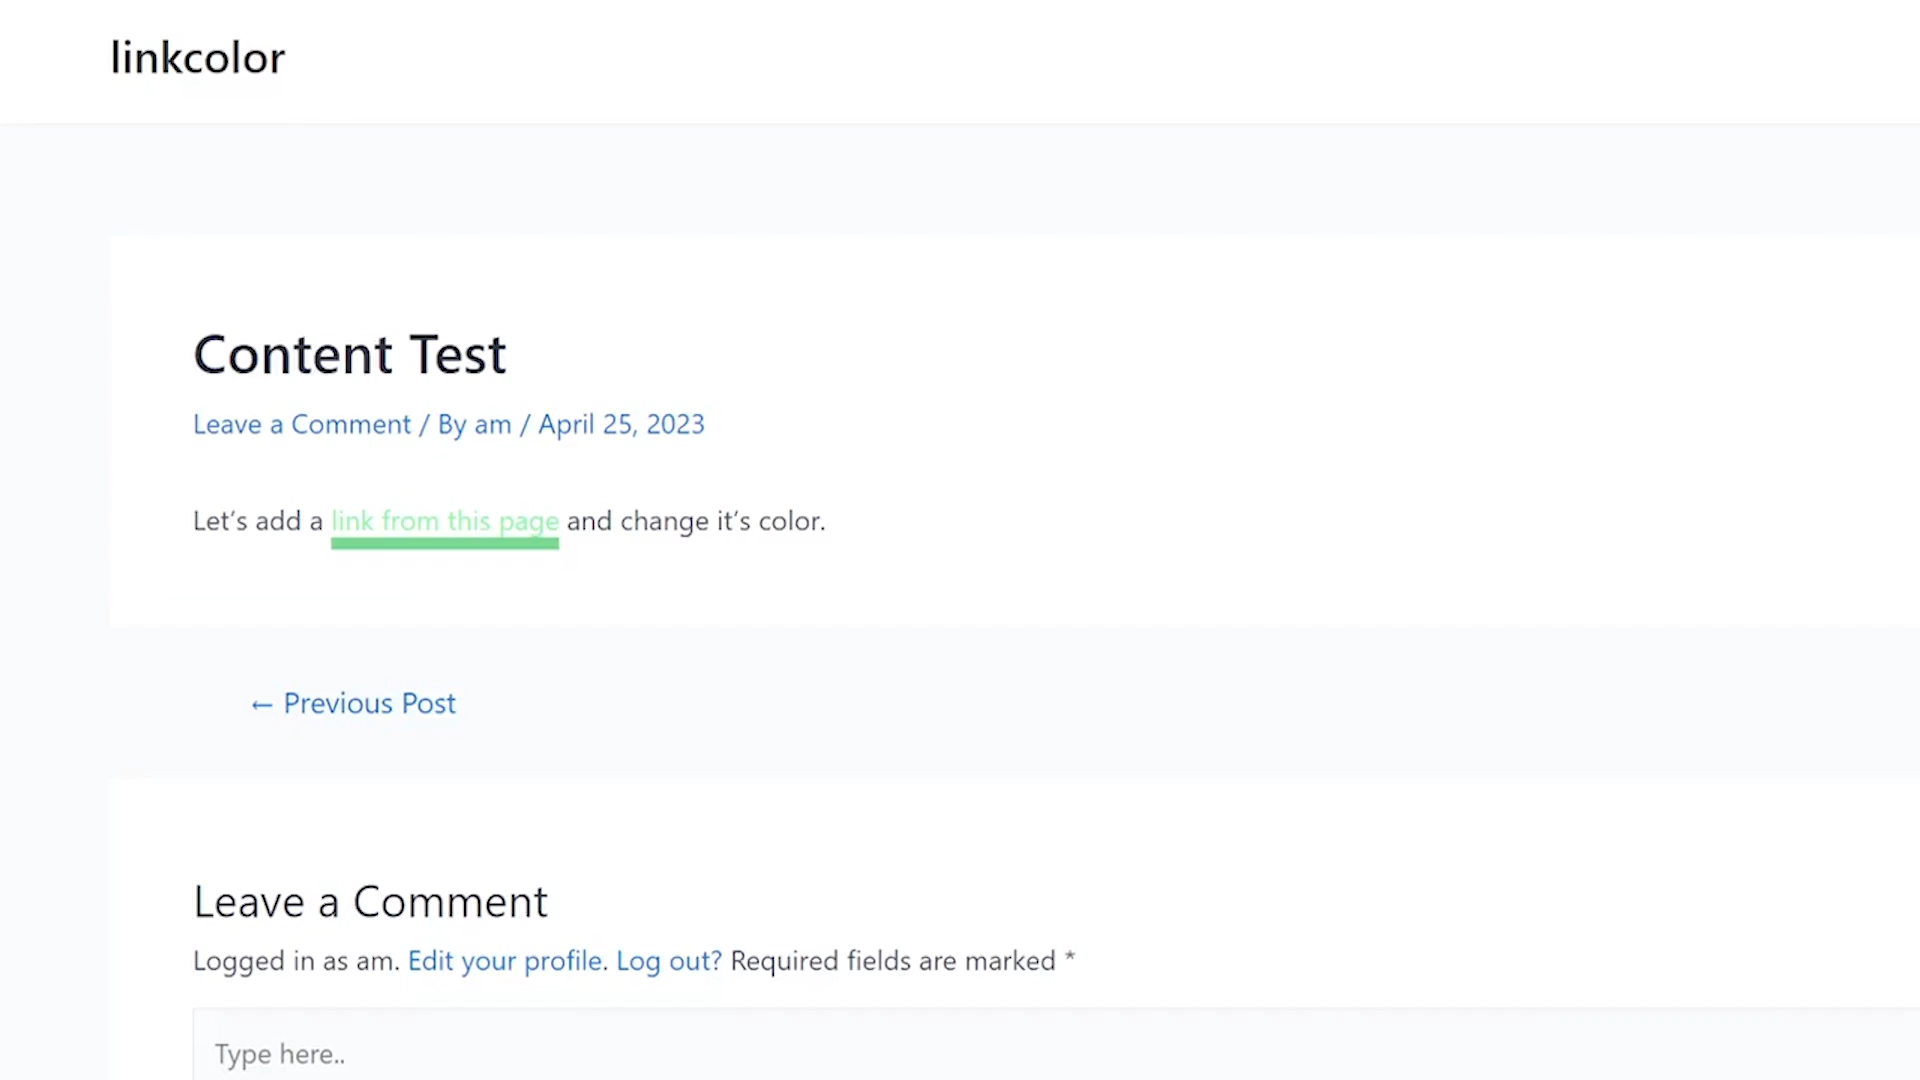 linkcolor
Content Test
Leave a Comment / By am / April 25, 2023
Let’s add a link from this page and change it’s color.
← Previous Post
Leave a Comment
Logged in as am. Edit your profile. Log out? Required fields are marked *
Type here..